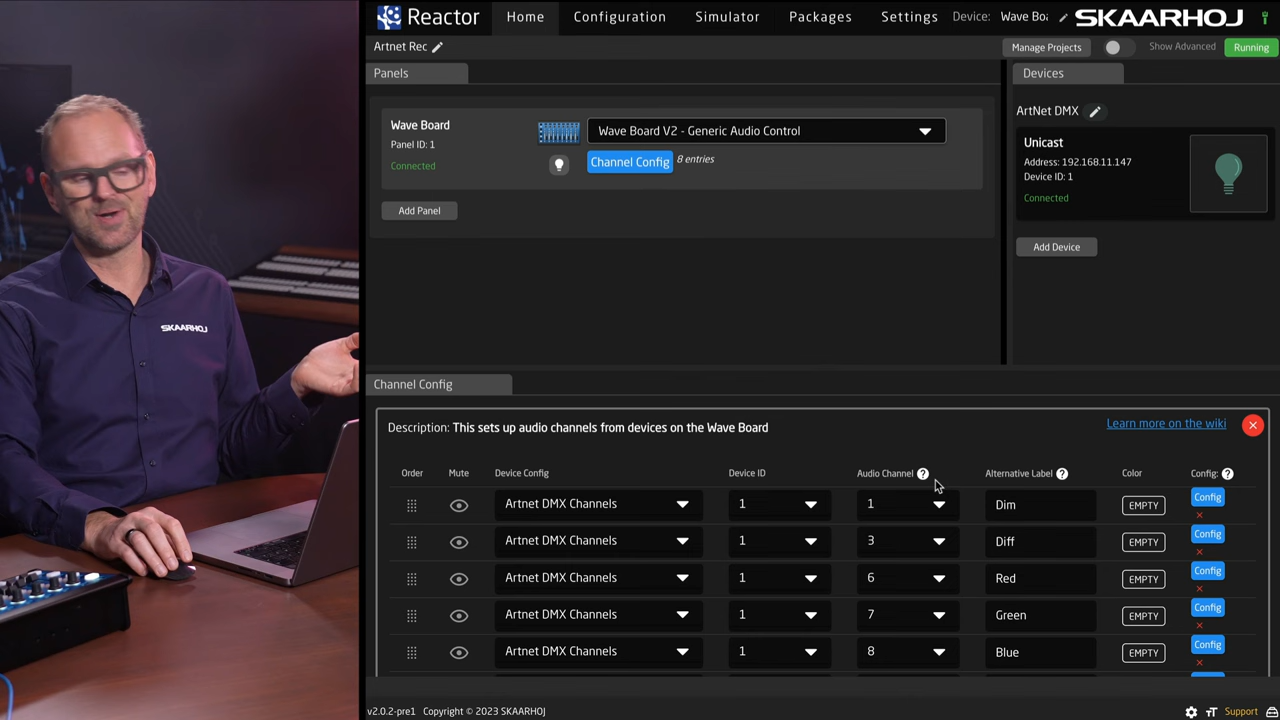 Reactor Home Configuration Simulator Packages Settings Device: Wave Boa SKAARHOJ
Artnet Rec Manage Projects Show Advanced Running
Panels Devices
Wave Board
Panel ID: 1
Connected
Wave Board V2 - Generic Audio Control
Channel Config 8 entries
Add Panel
ArtNet DMX
Unicast
Address: 192.168.11.147
Device ID: 1
Connected
Add Device
SKAARHOJ
Channel Config
Description: This sets up audio channels from devices on the Wave Board Learn more on the wiki
Order Mute Device Config Device ID Audio Channel ? Alternative Label ? Color Config: ?
Artnet DMX Channels 1 1 Dim EMPTY Config
Artnet DMX Channels 1 3 Diff EMPTY Config
Artnet DMX Channels 1 6 Red EMPTY Config
Artnet DMX Channels 1 7 Green EMPTY Config
Artnet DMX Channels 1 8 Blue EMPTY Config
v2.0.2-pre1 Copyright © 2023 SKAARHOJ Support